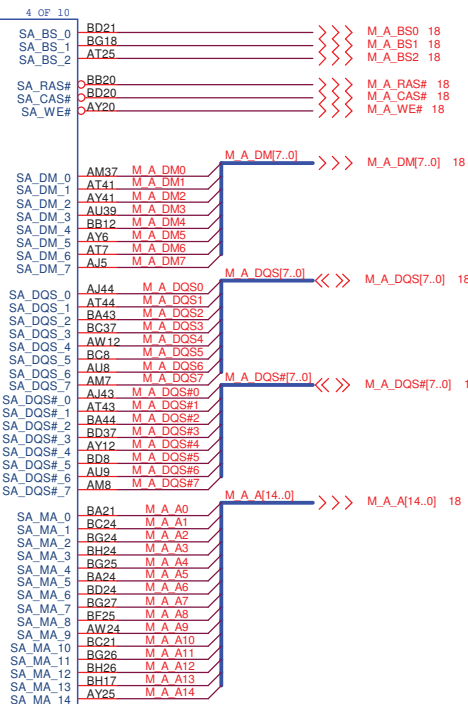 4 OF 10
SA_BS_0 BD21 M_A_BS0 18
SA_BS_1 BG18 M_A_BS1 18
SA_BS_2 AT25 M_A_BS2 18
SA_RAS# BB20 M_A_RAS# 18
SA_CAS# BD20 M_A_CAS# 18
SA_WE# AY20 M_A_WE# 18
M_A_DM[7..0] M_A_DM[7..0] 18
SA_DM_0 AM37 M_A_DM0
SA_DM_1 AT41 M_A_DM1
SA_DM_2 AY41 M_A_DM2
SA_DM_3 AU39 M_A_DM3
SA_DM_4 BB12 M_A_DM4
SA_DM_5 AY6 M_A_DM5
SA_DM_6 AT7 M_A_DM6
SA_DM_7 AJ5 M_A_DM7
M_A_DQS[7..0] M_A_DQS[7..0] 18
SA_DQS_0 AJ44 M_A_DQS0
SA_DQS_1 AT44 M_A_DQS1
SA_DQS_2 BA43 M_A_DQS2
SA_DQS_3 BC37 M_A_DQS3
SA_DQS_4 AW12 M_A_DQS4
SA_DQS_5 BC8 M_A_DQS5
SA_DQS_6 AU8 M_A_DQS6
SA_DQS_7 AM7 M_A_DQS7
M_A_DQS#[7..0] M_A_DQS#[7..0]
SA_DQS#_0 AJ43 M_A_DQS#0
SA_DQS#_1 AT43 M_A_DQS#1
SA_DQS#_2 BA44 M_A_DQS#2
SA_DQS#_3 BD37 M_A_DQS#3
SA_DQS#_4 AY12 M_A_DQS#4
SA_DQS#_5 BD8 M_A_DQS#5
SA_DQS#_6 AU9 M_A_DQS#6
SA_DQS#_7 AM8 M_A_DQS#7
M_A_A[14..0] M_A_A[14..0] 18
SA_MA_0 BA21 M_A_A0
SA_MA_1 BC24 M_A_A1
SA_MA_2 BG24 M_A_A2
SA_MA_3 BH24 M_A_A3
SA_MA_4 BG25 M_A_A4
SA_MA_5 BA24 M_A_A5
SA_MA_6 BD24 M_A_A6
SA_MA_7 BG27 M_A_A7
SA_MA_8 BF25 M_A_A8
SA_MA_9 AW24 M_A_A9
SA_MA_10 BC21 M_A_A10
SA_MA_11 BG26 M_A_A11
SA_MA_12 BH26 M_A_A12
SA_MA_13 BH17 M_A_A13
SA_MA_14 AY25 M_A_A14